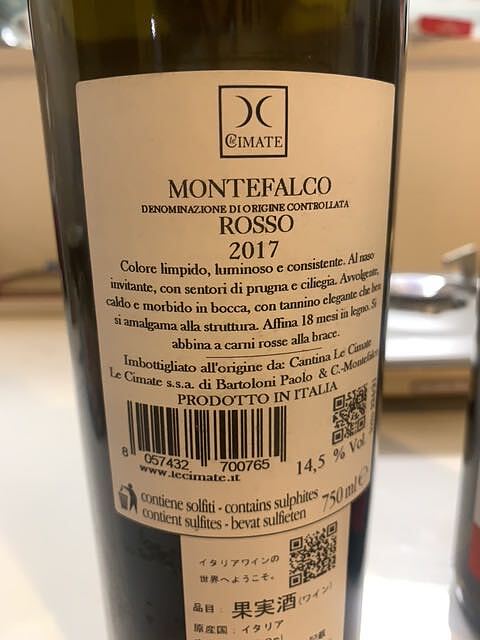 Le CIMATE
MONTEFALCO
DENOMINAZIONE DI ORIGINE CONTROLLATA
ROSSO
2017
Colore limpido, luminoso e consistente. Al naso
invitante, con sentori di prugna e ciliegia. Avvolgente,
caldo e morbido in bocca, con tannino elegante che ben
si amalgama alla struttura. Affina 18 mesi in legno. Si
abbina a carni rosse alla brace.
Imbottigliato all'origine da: Cantina Le Cimate
Le Cimate s.s.a. di Bartoloni Paolo & C.-Montefalco
PRODOTTO IN ITALIA
8 057432 700765
14,5 % Vol.
www.lecimate.it
750 ml e
contiene solfiti - contains sulphites
contient sulfites - bevat sulfieten
イタリアワインの
世界へようこそ。
品目：果実酒(ワイン)
原産国：イタリア